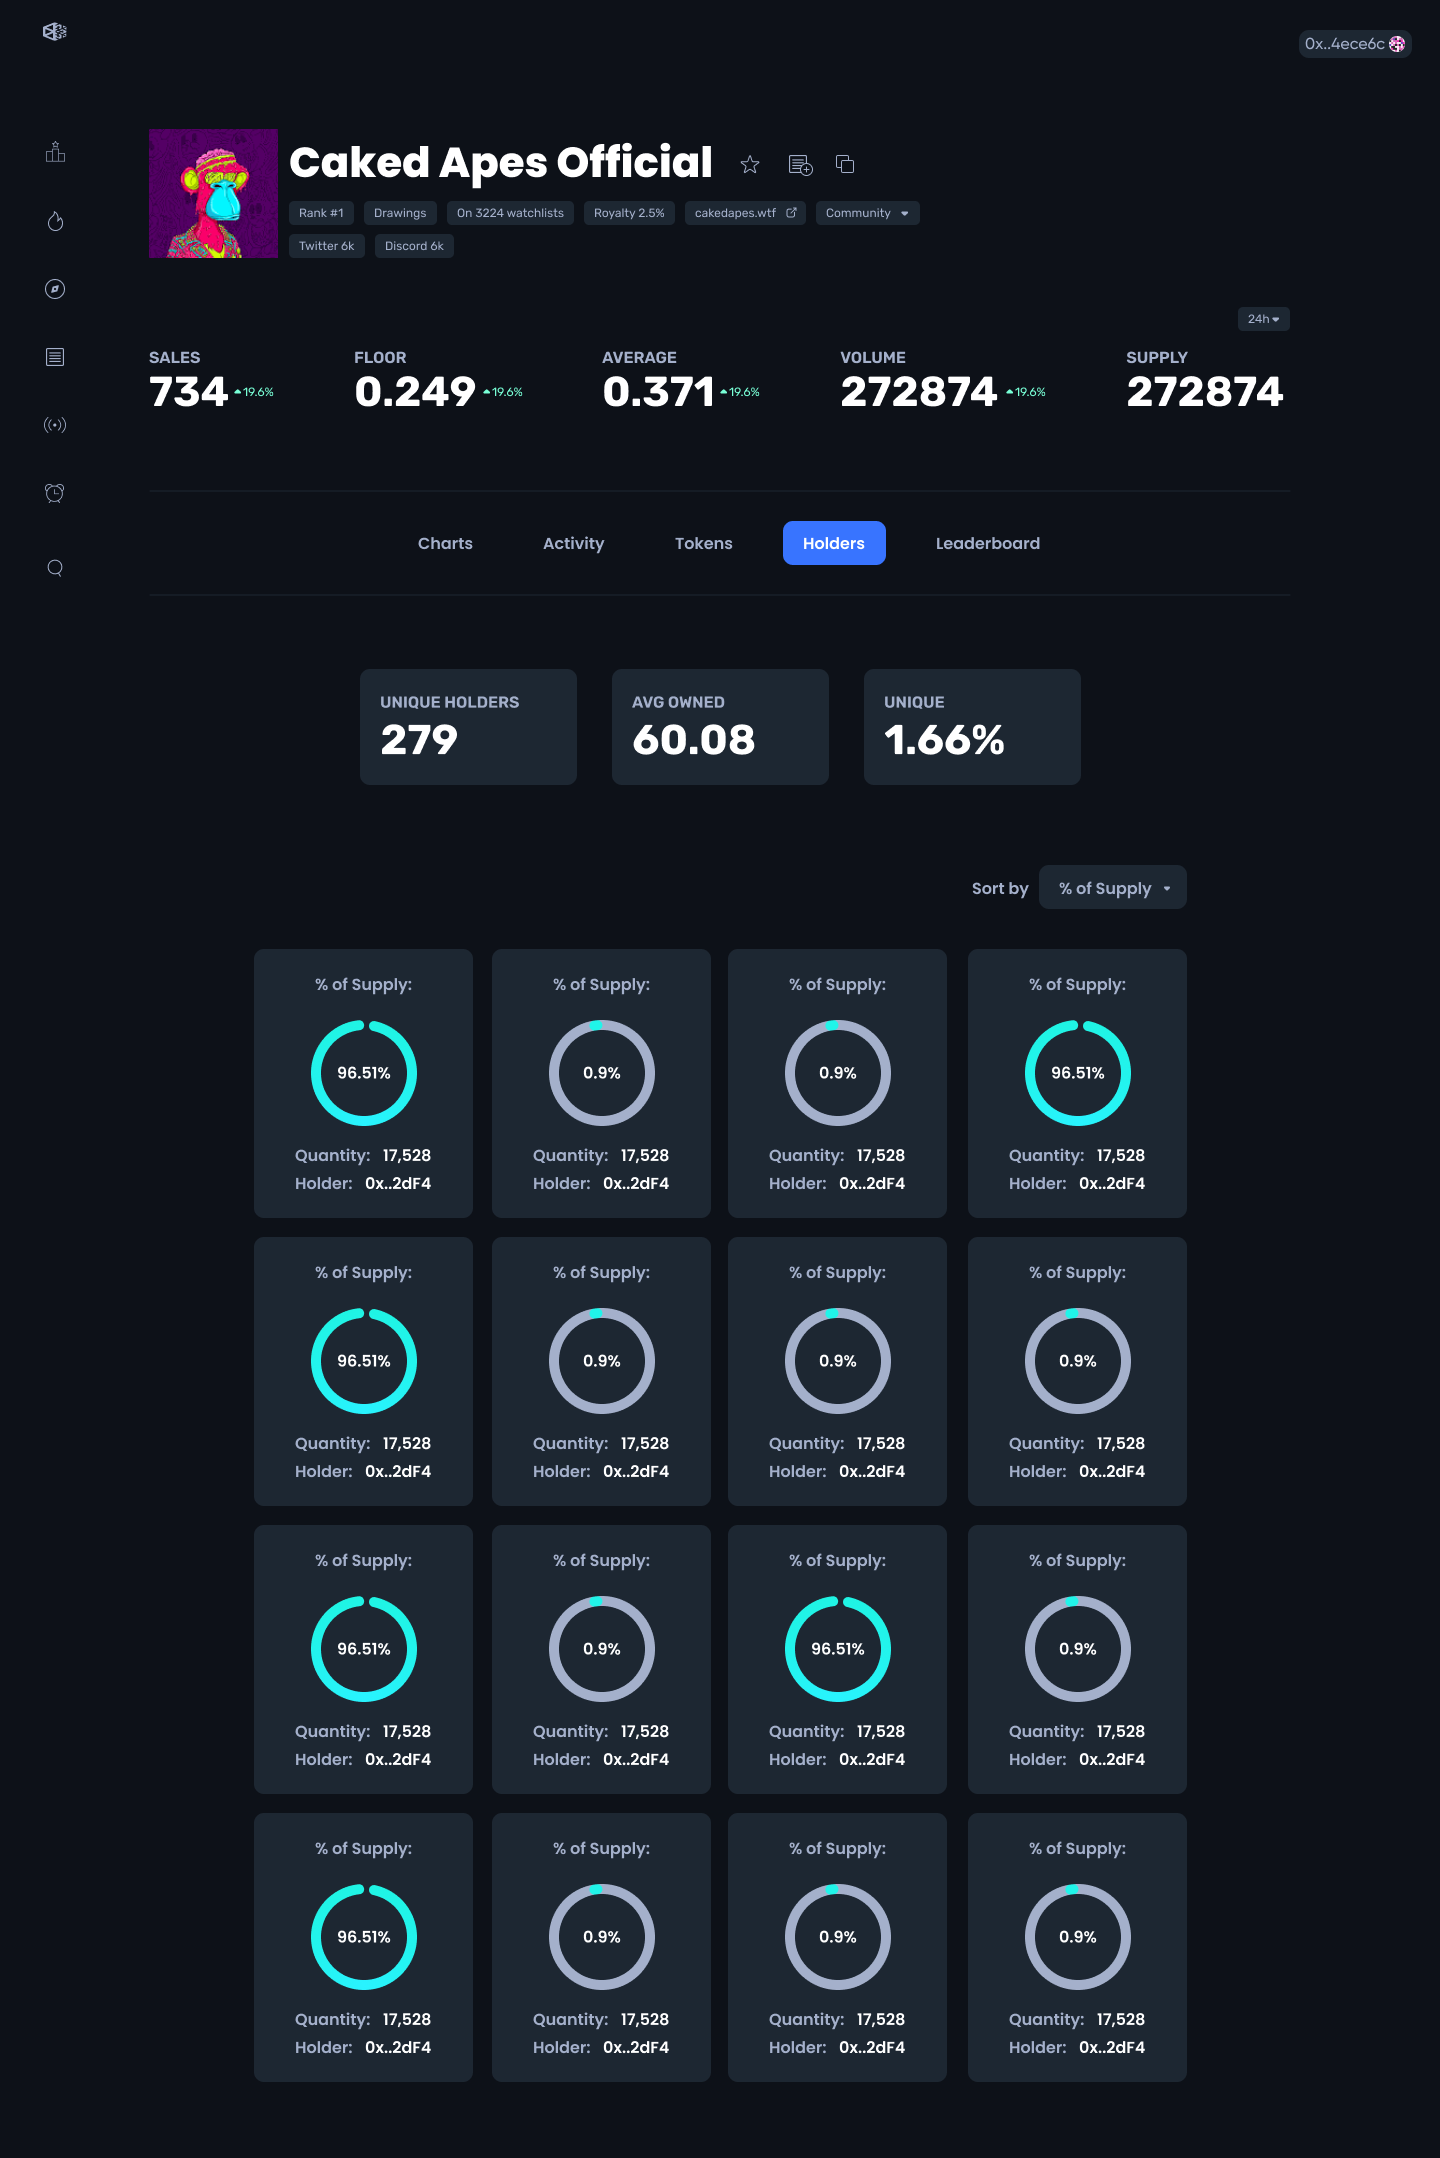 0x..4ece6c
Caked Apes Official
Rank #1 Drawings On 3224 watchlists Royalty 2.5% cakedapes.wtf Community
Twitter 6k Discord 6k
24h
SALES FLOOR AVERAGE VOLUME SUPPLY
734 19.6% 0.249 19.6% 0.371 19.6% 272874 19.6% 272874
Charts Activity Tokens Holders Leaderboard
UNIQUE HOLDERS AVG OWNED UNIQUE
279 60.08 1.66%
Sort by % of Supply
% of Supply: % of Supply: % of Supply: % of Supply:
96.51% 0.9% 0.9% 96.51%
Quantity: 17,528 Quantity: 17,528 Quantity: 17,528 Quantity: 17,528
Holder: 0x..2dF4 Holder: 0x..2dF4 Holder: 0x..2dF4 Holder: 0x..2dF4
% of Supply: % of Supply: % of Supply: % of Supply:
96.51% 0.9% 0.9% 0.9%
Quantity: 17,528 Quantity: 17,528 Quantity: 17,528 Quantity: 17,528
Holder: 0x..2dF4 Holder: 0x..2dF4 Holder: 0x..2dF4 Holder: 0x..2dF4
% of Supply: % of Supply: % of Supply: % of Supply:
96.51% 0.9% 96.51% 0.9%
Quantity: 17,528 Quantity: 17,528 Quantity: 17,528 Quantity: 17,528
Holder: 0x..2dF4 Holder: 0x..2dF4 Holder: 0x..2dF4 Holder: 0x..2dF4
% of Supply: % of Supply: % of Supply: % of Supply:
96.51% 0.9% 0.9% 0.9%
Quantity: 17,528 Quantity: 17,528 Quantity: 17,528 Quantity: 17,528
Holder: 0x..2dF4 Holder: 0x..2dF4 Holder: 0x..2dF4 Holder: 0x..2dF4